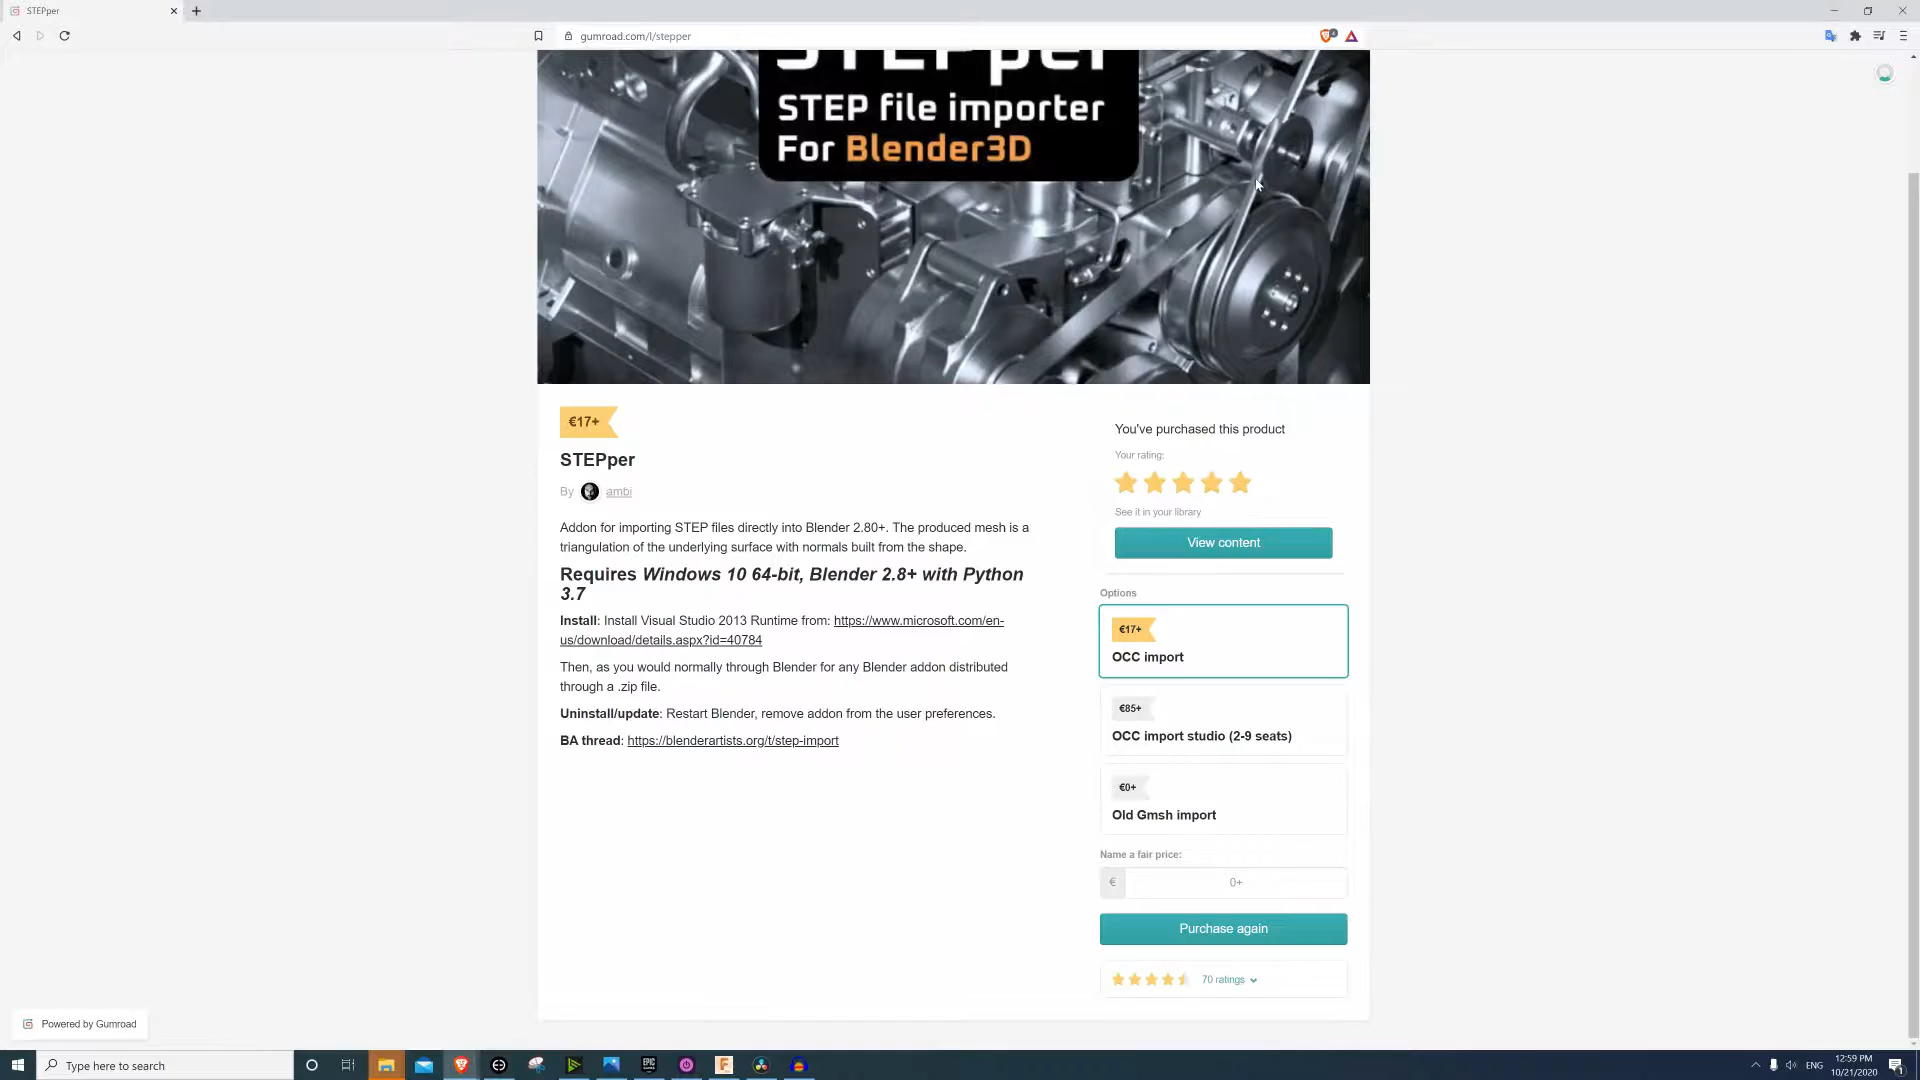 STEPper
gumroad.com/l/stepper
4
STEPper
STEP file importer
For Blender3D
€17+
STEPper
By ambi
Addon for importing STEP files directly into Blender 2.80+. The produced mesh is a
triangulation of the underlying surface with normals built from the shape.
Requires Windows 10 64-bit, Blender 2.8+ with Python
3.7
Install: Install Visual Studio 2013 Runtime from: https://www.microsoft.com/en-
us/download/details.aspx?id=40784
Then, as you would normally through Blender for any Blender addon distributed
through a .zip file.
Uninstall/update: Restart Blender, remove addon from the user preferences.
BA thread: https://blenderartists.org/t/step-import
You've purchased this product
Your rating:
See it in your library
View content
Options
€17+
OCC import
€85+
OCC import studio (2-9 seats)
€0+
Old Gmsh import
Name a fair price:
€ 0+
Purchase again
70 ratings
Powered by Gumroad
Type here to search
EPIC GAMES
F
ENG
12:59 PM
10/21/2020
1